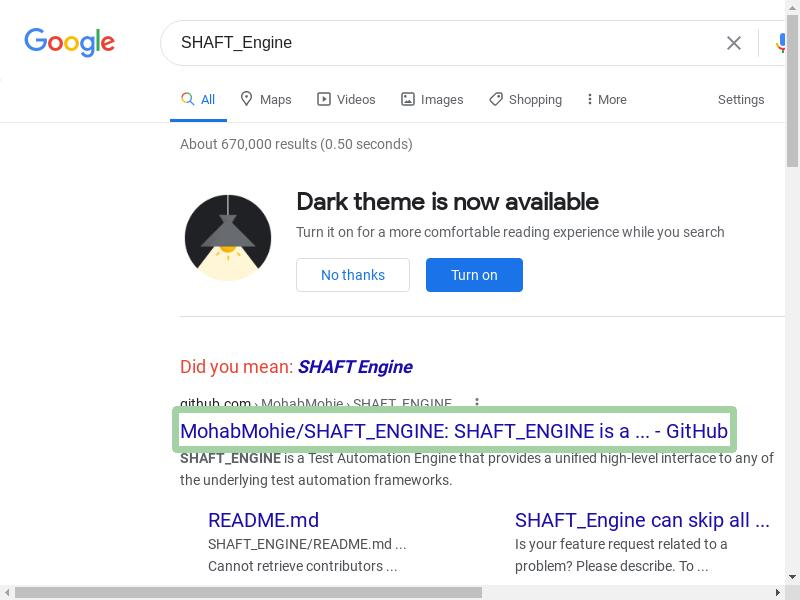 Google
SHAFT_Engine
All Maps Videos Images Shopping More Settings
About 670,000 results (0.50 seconds)
Dark theme is now available
Turn it on for a more comfortable reading experience while you search
No thanks Turn on
Did you mean: SHAFT Engine
github.com › MohabMohie › SHAFT_ENGINE
MohabMohie/SHAFT_ENGINE: SHAFT_ENGINE is a ... - GitHub
SHAFT_ENGINE is a Test Automation Engine that provides a unified high-level interface to any of
the underlying test automation frameworks.
README.md SHAFT_Engine can skip all ...
SHAFT_ENGINE/README.md ... Is your feature request related to a
Cannot retrieve contributors ... problem? Please describe. To ...